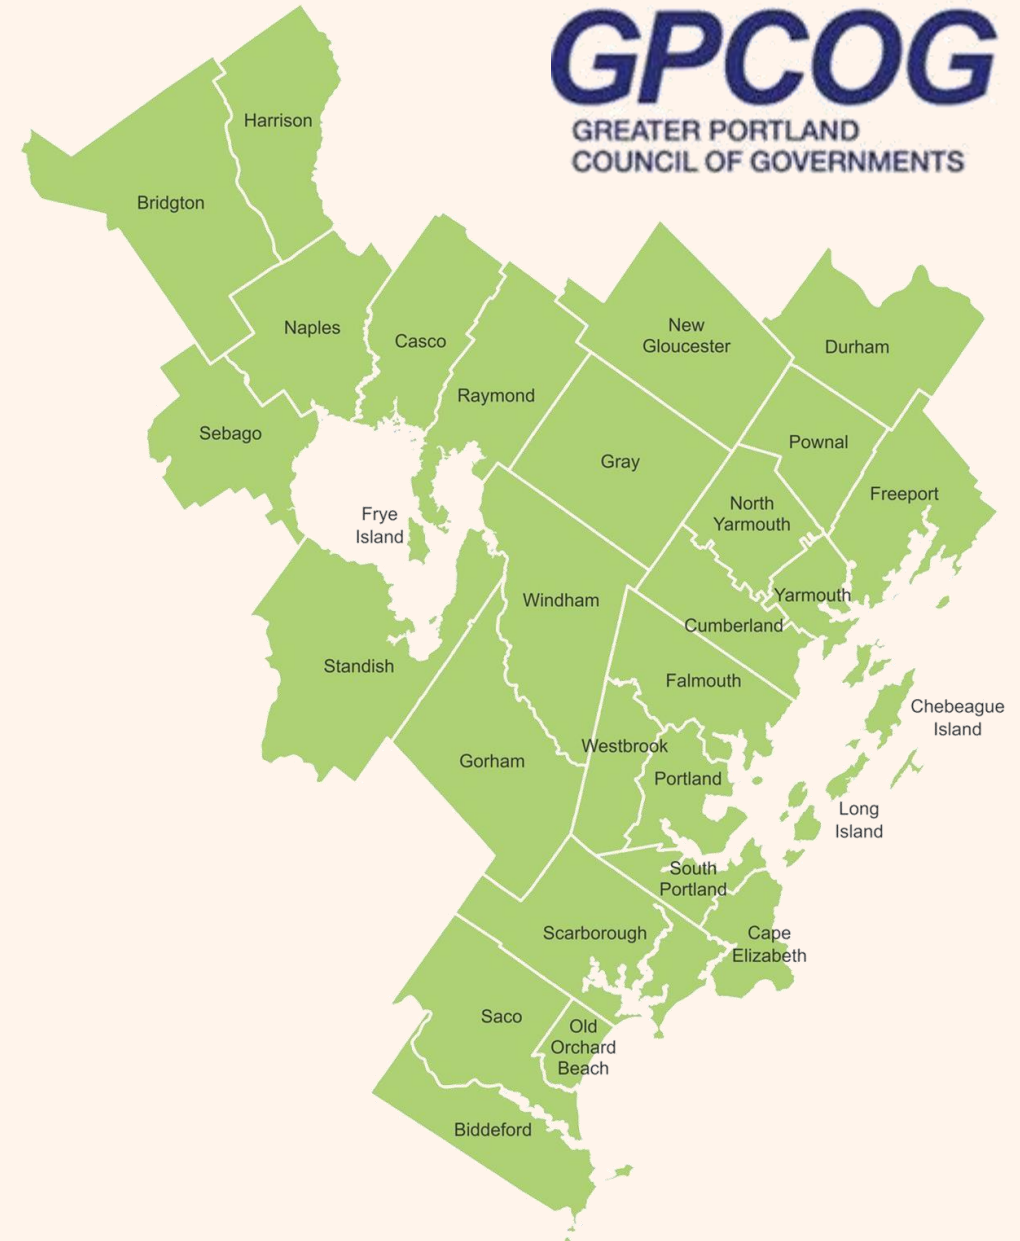 GPCOG
GREATER PORTLAND
COUNCIL OF GOVERNMENTS
Harrison
Bridgton
Naples
Casco
New
Gloucester
Durham
Raymond
Sebago
Pownal
Gray
Freeport
North
Yarmouth
Frye
Island
Yarmouth
Windham
Cumberland
Standish
Falmouth
Chebeague
Island
Westbrook
Gorham
Portland
Long
Island
South
Portland
Scarborough
Cape
Elizabeth
Saco
Old
Orchard
Beach
Biddeford